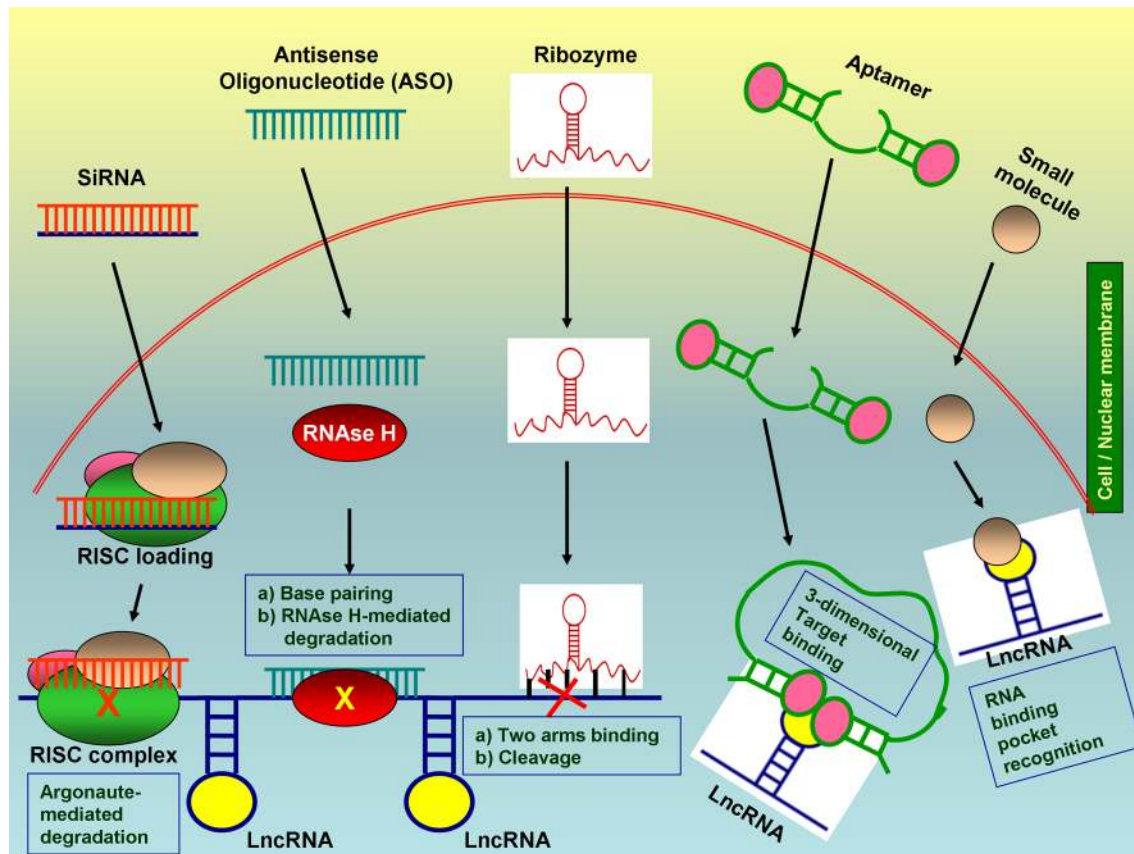 Antisense
Oligonucleotide (ASO)
Ribozyme
Aptamer
Small
molecule
SiRNA
Cell / Nuclear membrane
RNAse H
RISC loading
a) Base pairing
b) RNAse H-mediated
degradation
3-dimensional
Target
binding
LncRNA
X
X
RISC complex
a) Two arms binding
b) Cleavage
RNA
binding
pocket
recognition
Argonaute-
mediated
degradation
LncRNA
LncRNA
LncRNA